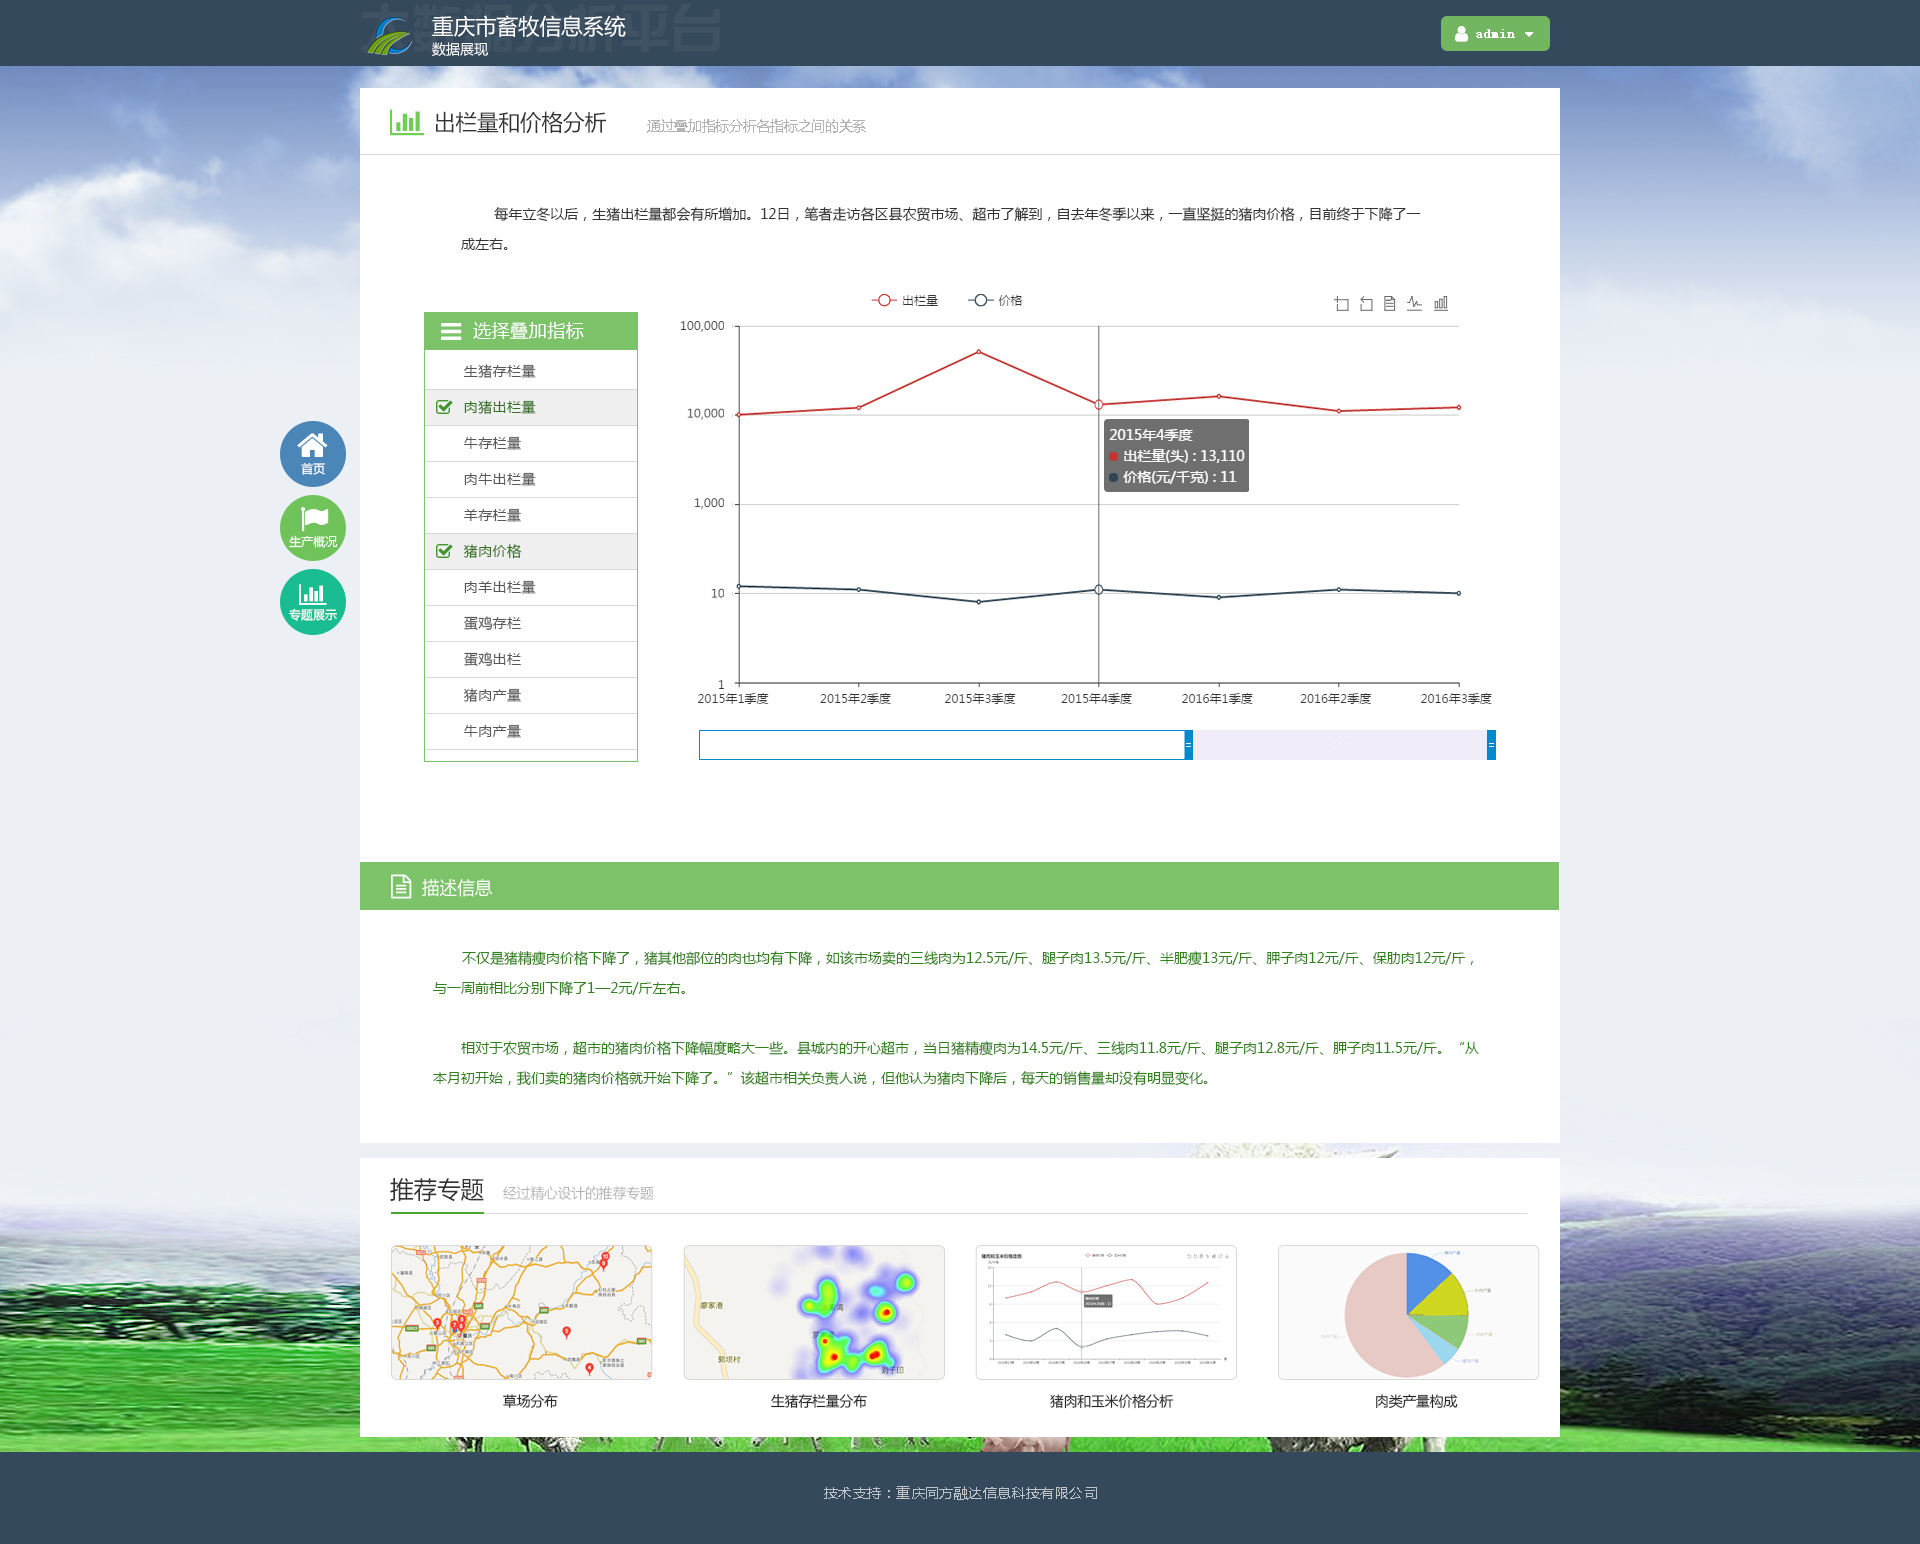 重庆市畜牧信息系统
数据展现
admin
出栏量和价格分析
通过叠加指标分析各指标之间的关系
每年立冬以后，生猪出栏量都会有所增加。12日，笔者走访各区县农贸市场、超市了解到，自去年冬季以来，一直坚挺的猪肉价格，目前终于下降了一
成左右。
出栏量 价格
选择叠加指标
生猪存栏量
肉猪出栏量
牛存栏量
肉牛出栏量
羊存栏量
猪肉价格
肉羊出栏量
蛋鸡存栏
蛋鸡出栏
猪肉产量
牛肉产量
首页
生产概况
专题展示
100,000
10,000
1,000
10
1
2015年4季度
出栏量(头) : 13,110
价格(元/千克) : 11
2015年1季度 2015年2季度 2015年3季度 2015年4季度 2016年1季度 2016年2季度 2016年3季度
描述信息
不仅是猪精瘦肉价格下降了，猪其他部位的肉也均有下降，如该市场卖的三线肉为12.5元/斤、腿子肉13.5元/斤、半肥瘦13元/斤、胛子肉12元/斤、保肋肉12元/斤，
与一周前相比分别下降了1—2元/斤左右。
相对于农贸市场，超市的猪肉价格下降幅度略大一些。县城内的开心超市，当日猪精瘦肉为14.5元/斤、三线肉11.8元/斤、腿子肉12.8元/斤、胛子肉11.5元/斤。“从
本月初开始，我们卖的猪肉价格就开始下降了。”该超市相关负责人说，但他认为猪肉下降后，每天的销售量却没有明显变化。
推荐专题
经过精心设计的推荐专题
廖家港
郭坝村
刘子印
猪肉和玉米价格走势
草场分布
生猪存栏量分布
猪肉和玉米价格分析
肉类产量构成
技术支持：重庆同方融达信息科技有限公司